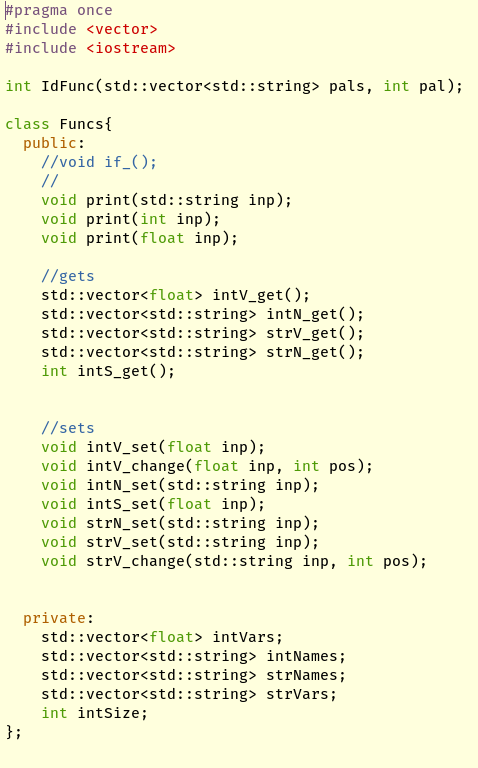 #pragma once
#include <vector>
#include <iostream>

int IdFunc(std::vector<std::string> pals, int pal);

class Funcs{
  public:
    //void if_();
    //
    void print(std::string inp);
    void print(int inp);
    void print(float inp);

    //gets
    std::vector<float> intV_get();
    std::vector<std::string> intN_get();
    std::vector<std::string> strV_get();
    std::vector<std::string> strN_get();
    int intS_get();


    //sets
    void intV_set(float inp);
    void intV_change(float inp, int pos);
    void intN_set(std::string inp);
    void intS_set(float inp);
    void strN_set(std::string inp);
    void strV_set(std::string inp);
    void strV_change(std::string inp, int pos);


  private:
    std::vector<float> intVars;
    std::vector<std::string> intNames;
    std::vector<std::string> strNames;
    std::vector<std::string> strVars;
    int intSize;
};